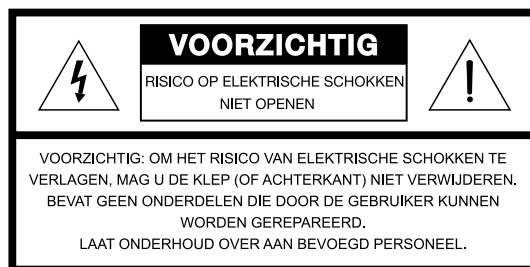 VOORZICHTIG
RISICO OP ELEKTRISCHE SCHOKKEN
NIET OPENEN
VOORZICHTIG: OM HET RISICO VAN ELEKTRISCHE SCHOKKEN TE
VERLAGEN, MAG U DE KLEP (OF ACHTERKANT) NIET VERWIJDEREN.
BEVAT GEEN ONDERDELEN DIE DOOR DE GEBRUIKER KUNNEN
WORDEN GEREPAREERD.
LAAT ONDERHOUD OVER AAN BEVOEGD PERSONEEL.